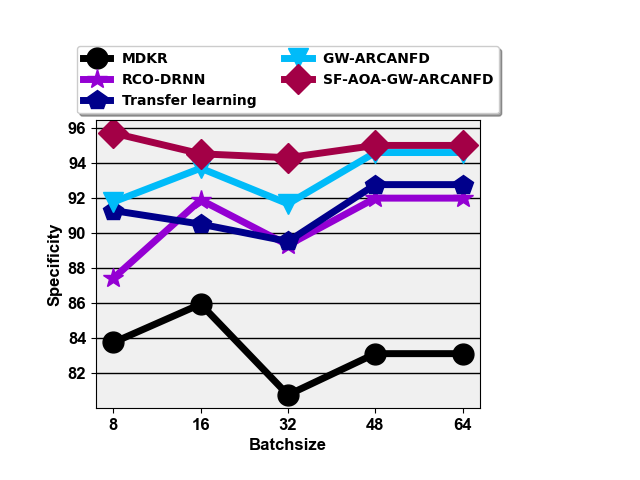 MDKR
RCO-DRNN
Transfer learning
GW-ARCANFD
SF-AOA-GW-ARCANFD
96
94
92
90
88
86
84
82
Specificity
8 16 32 48 64
Batchsize